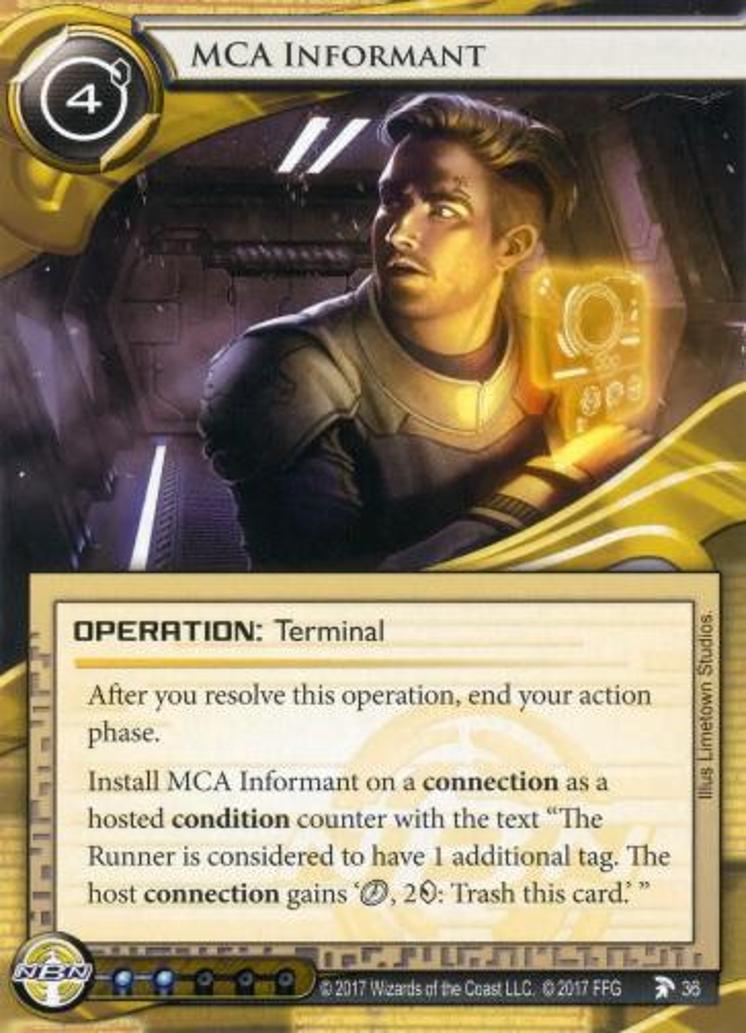 4
MCA Informant
OPERATION: Terminal
After you resolve this operation, end your action
phase.
Install MCA Informant on a connection as a
hosted condition counter with the text “The
Runner is considered to have 1 additional tag. The
host connection gains ‘, 2: Trash this card.’ ”
Illus Limetown Studios.
NBN
© 2017 Wizards of the Coast LLC. © 2017 FFG
36